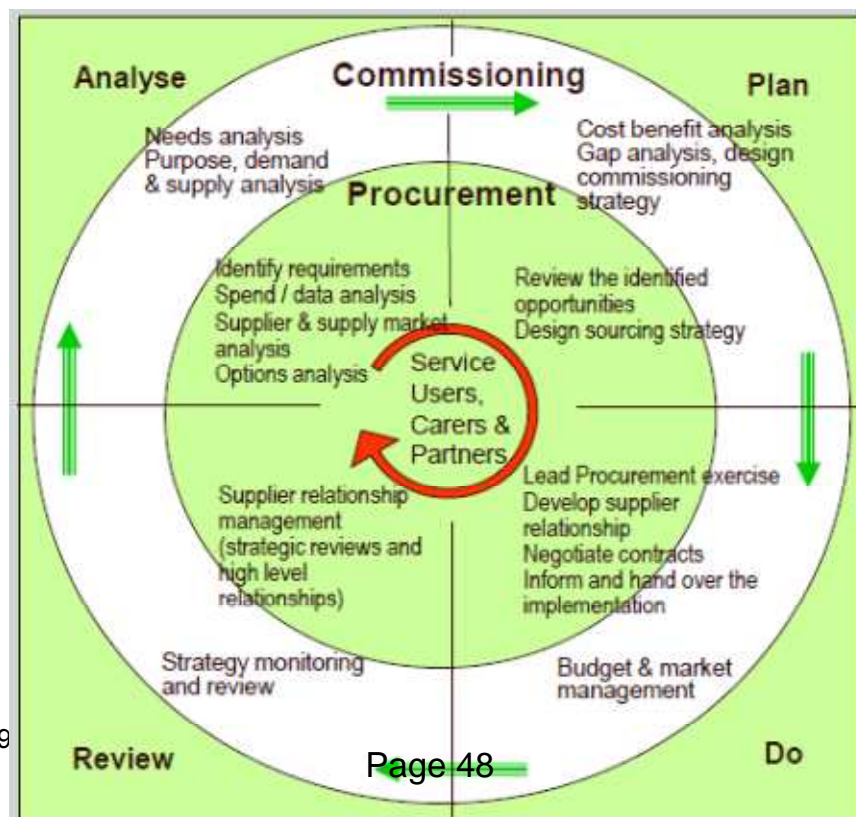 Analyse
Commissioning
Plan
Needs analysis
Purpose, demand
& supply analysis
Cost benefit analysis
Gap analysis, design
commissioning
strategy
Procurement
Identify requirements
Spend / data analysis
Supplier & supply market
analysis
Options analysis
Review the identified
opportunities
Design sourcing strategy
Service
Users,
Carers &
Partners
Supplier relationship
management
(strategic reviews and
high level
relationships)
Lead Procurement exercise
Develop supplier
relationship
Negotiate contracts
Inform and hand over the
implementation
Strategy monitoring
and review
Budget & market
management
9
Review
Page 48
Do